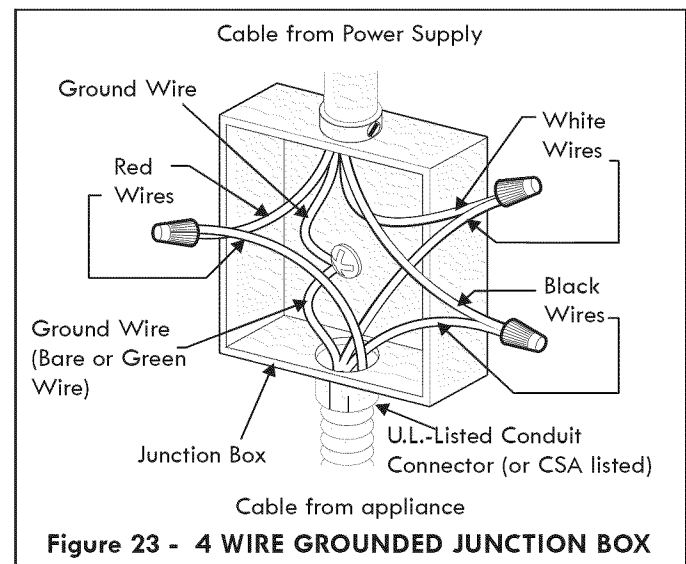 Cable from Power Supply
Ground Wire
White
Wires
Red
Wires
Black
Wires
Ground Wire
(Bare or Green
Wire)
Junction Box
U.L.-Listed Conduit
Connector (or CSA listed)
Cable from appliance
Figure 23 - 4 WIRE GROUNDED JUNCTION BOX